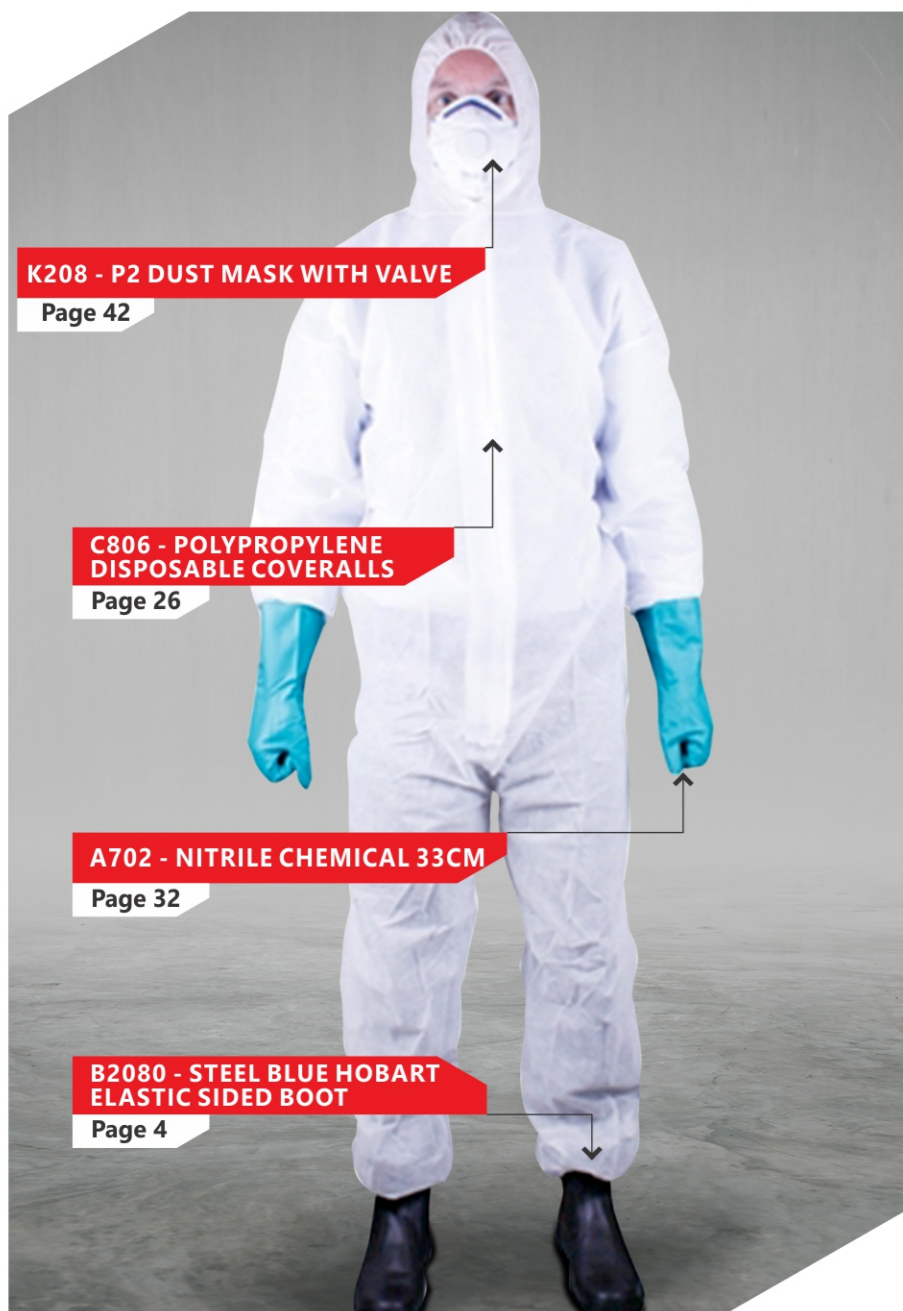 K208 - P2 DUST MASK WITH VALVE
Page 42
C806 - POLYPROPYLENE
DISPOSABLE COVERALLS
Page 26
A702 - NITRILE CHEMICAL 33CM
Page 32
B2080 - STEEL BLUE HOBART
ELASTIC SIDED BOOT
Page 4